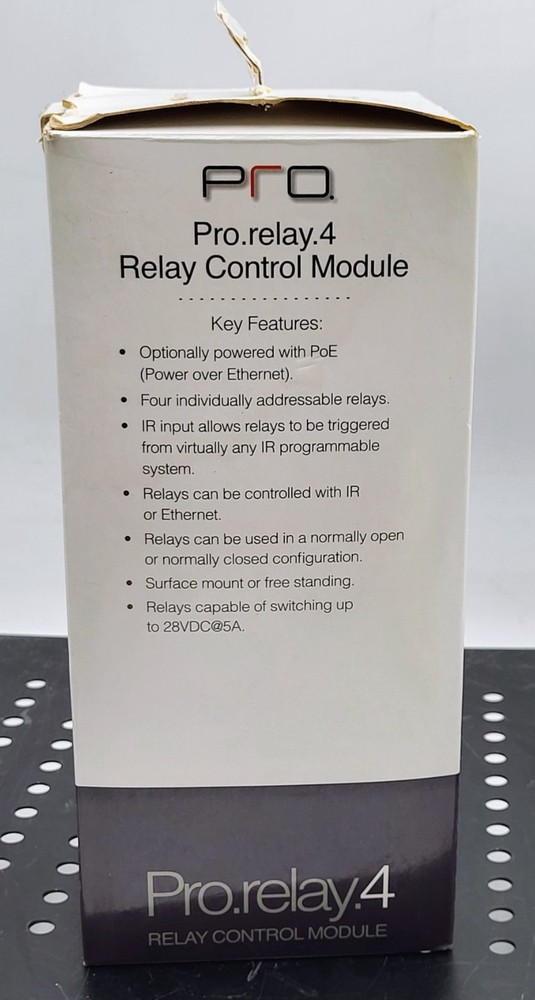 Pro.
Pro.relay.4
Relay Control Module
Key Features:
• Optionally powered with PoE
(Power over Ethernet).
• Four individually addressable relays.
• IR input allows relays to be triggered
from virtually any IR programmable
system.
• Relays can be controlled with IR
or Ethernet.
• Relays can be used in a normally open
or normally closed configuration.
• Surface mount or free standing.
• Relays capable of switching up
to 28VDC@5A.
Pro.relay.4
RELAY CONTROL MODULE